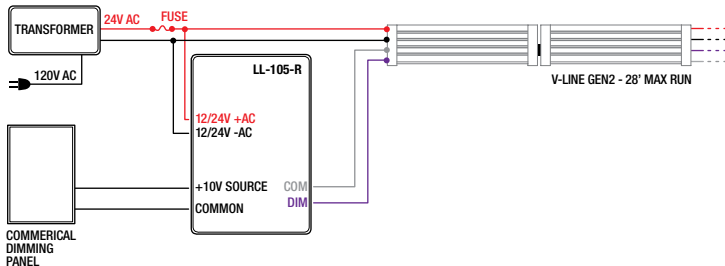 24V AC
FUSE
TRANSFORMER
120V AC
LL-105-R
V-LINE GEN2 - 28' MAX RUN
12/24V +AC
12/24V -AC
+10V SOURCE
COM
COMMON
DIM
COMMERICAL
DIMMING
PANEL